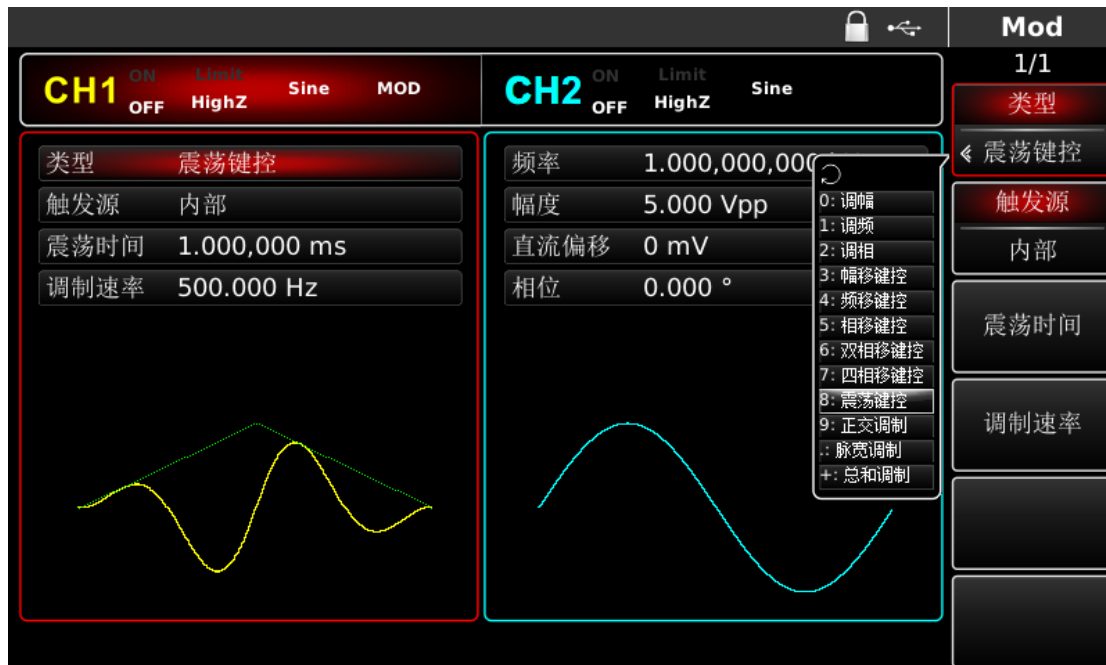 Mod
1/1
CH1 ON OFF Limit HighZ Sine MOD
CH2 ON OFF Limit HighZ Sine
类型 震荡键控
触发源 内部
震荡时间 1.000,000 ms
调制速率 500.000 Hz
频率 1.000,000,000
幅度 5.000 Vpp
直流偏移 0 mV
相位 0.000 °
0: 调幅
1: 调频
2: 调相
3: 幅移键控
4: 频移键控
5: 相移键控
6: 双相移键控
7: 四相移键控
8: 震荡键控
9: 正交调制
.: 脉宽调制
+: 总和调制
类型
震荡键控
触发源
内部
震荡时间
调制速率